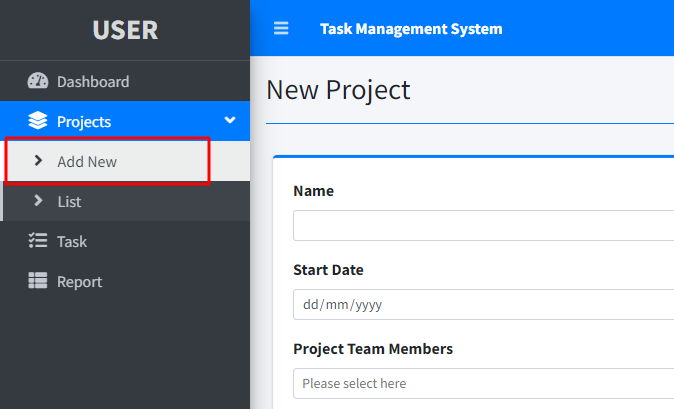 USER
Task Management System
Dashboard
Projects
Add New
List
Task
Report
New Project
Name
Start Date
dd/mm/yyyy
Project Team Members
Please select here